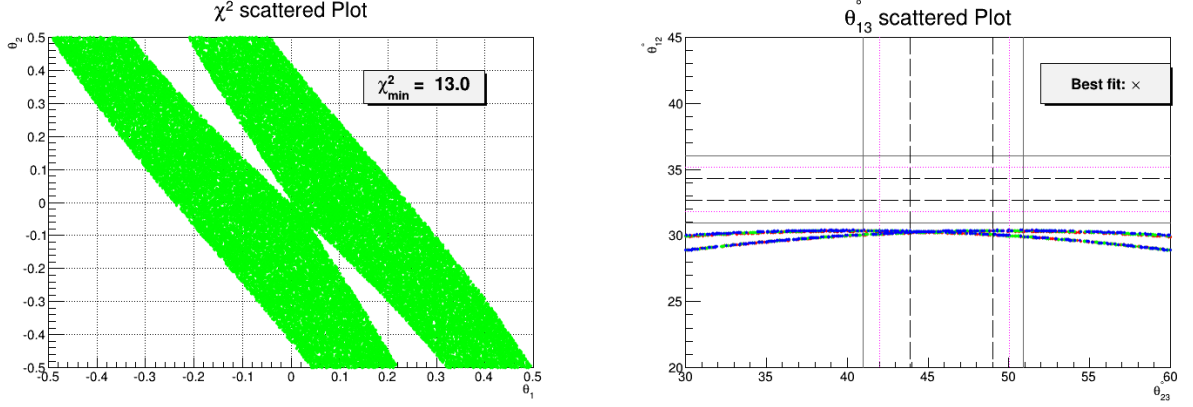 χ² scattered Plot
θ₂
0.5
0.4
0.3
0.2
0.1
0
-0.1
-0.2
-0.3
-0.4
-0.5
χ²min = 13.0
-0.5 -0.4 -0.3 -0.2 -0.1 0 0.1 0.2 0.3 0.4 0.5
θ₁
θ°₁₃ scattered Plot
θ°₁₂
45
40
35
30
25
20
Best fit: ×
30 35 40 45 50 55 60
θ°₂₃